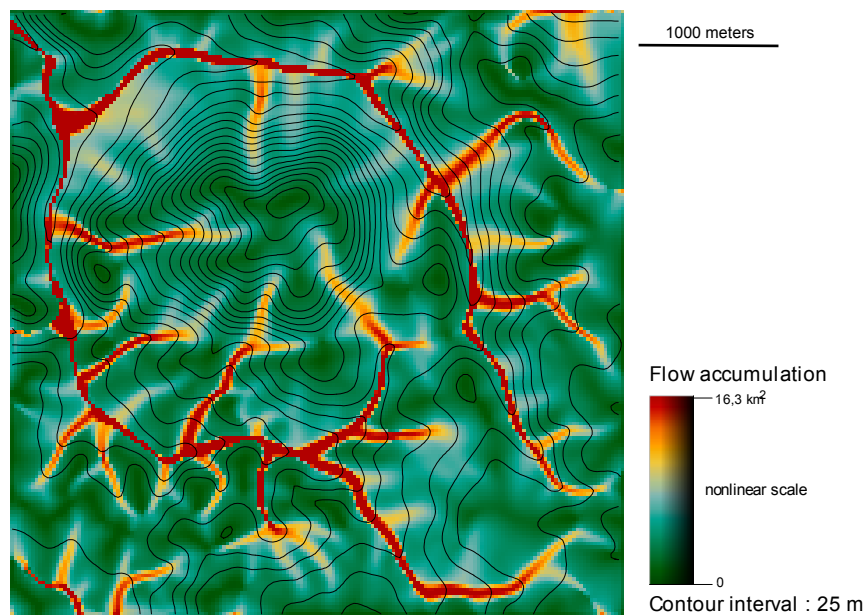 1000 meters
Flow accumulation
16,3 km2
nonlinear scale
0
Contour interval : 25 m